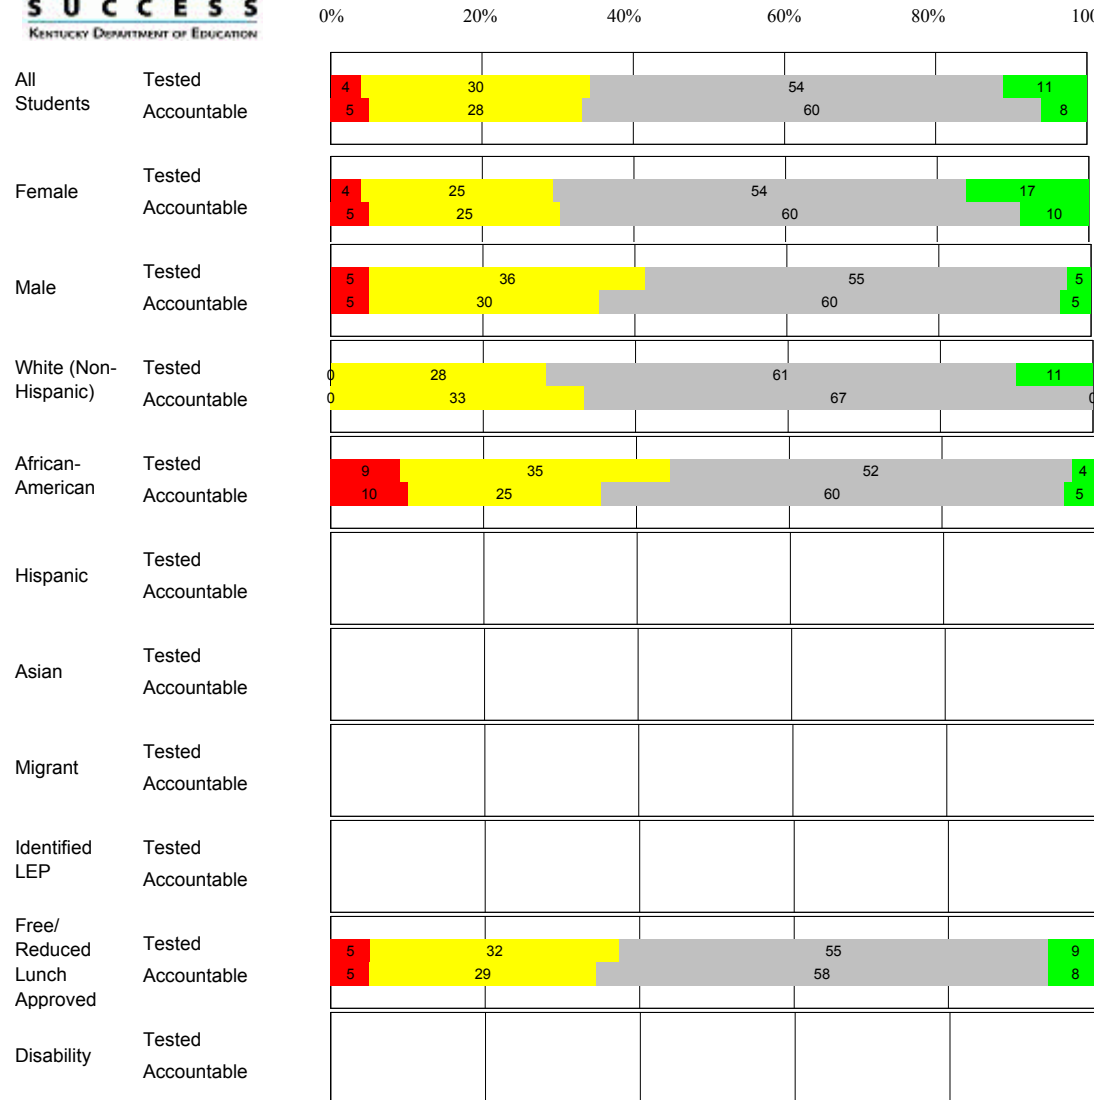 S U C C E S S
KENTUCKY DEPARTMENT OF EDUCATION
0% 20% 40% 60% 80% 100
All Students Tested 4 30 54 11
Accountable 5 28 60 8
Female Tested 4 25 54 17
Accountable 5 25 60 10
Male Tested 5 36 55 5
Accountable 5 30 60 5
White (Non-Hispanic) Tested 0 28 61 11
Accountable 0 33 67 0
African-American Tested 9 35 52 4
Accountable 10 25 60 5
Hispanic Tested
Accountable
Asian Tested
Accountable
Migrant Tested
Accountable
Identified LEP Tested
Accountable
Free/ Reduced Lunch Approved Tested 5 32 55 9
Accountable 5 29 58 8
Disability Tested
Accountable